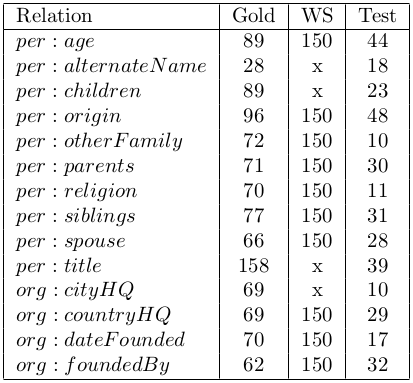 Relation Gold WS Test
per : age 89 150 44
per : alternateName 28 x 18
per : children 89 x 23
per : origin 96 150 48
per : otherFamily 72 150 10
per : parents 71 150 30
per : religion 70 150 11
per : siblings 77 150 31
per : spouse 66 150 28
per : title 158 x 39
org : cityHQ 69 x 10
org : countryHQ 69 150 29
org : dateFounded 70 150 17
org : foundedBy 62 150 32